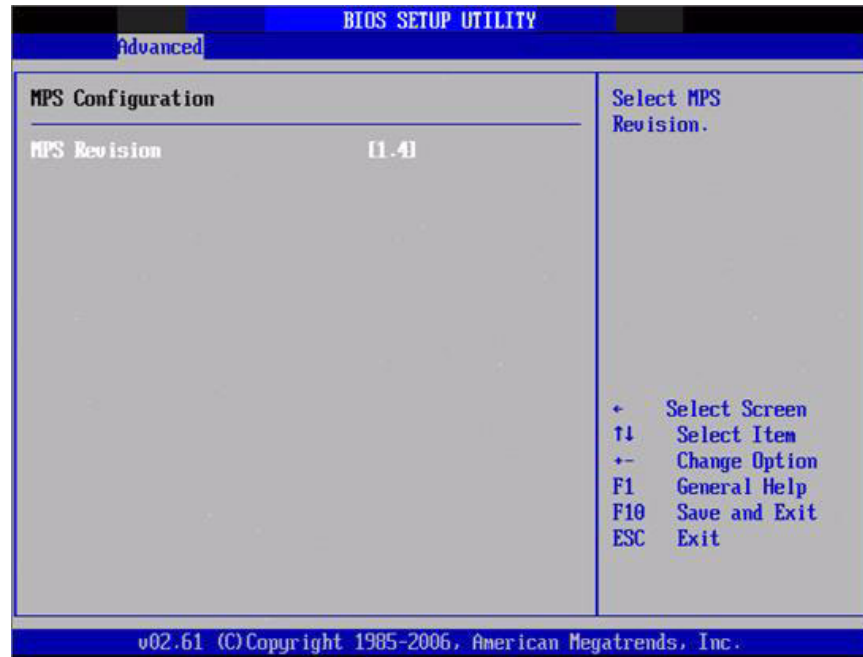 BIOS SETUP UTILITY
Advanced
MPS Configuration
MPS Revision [1.4]
Select MPS
Revision.
← Select Screen
↑↓ Select Item
+- Change Option
F1 General Help
F10 Save and Exit
ESC Exit
v02.61 (C)Copyright 1985-2006, American Megatrends, Inc.